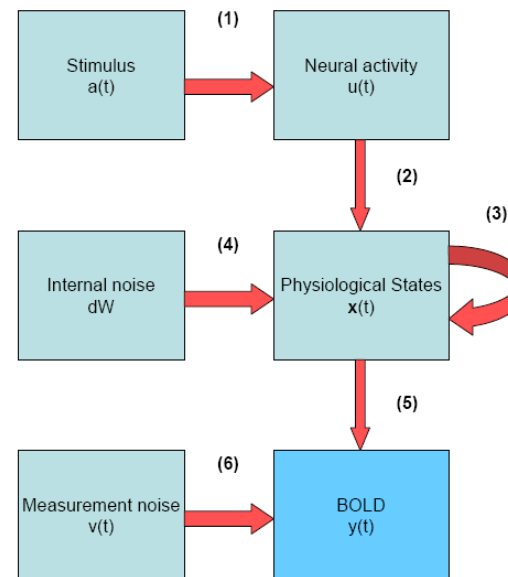 (1)
Stimulus
a(t)
Neural activity
u(t)
(2)
(3)
(4)
Internal noise
dW
Physiological States
x(t)
(5)
(6)
Measurement noise
v(t)
BOLD
y(t)